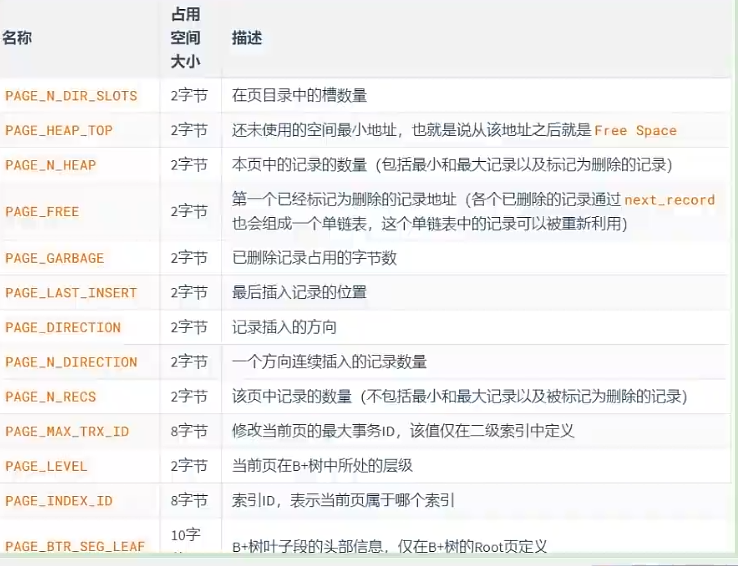 名称 占用空间大小 描述
PAGE_N_DIR_SLOTS 2字节 在页目录中的槽数量
PAGE_HEAP_TOP 2字节 还未使用的空间最小地址，也就是说从该地址之后就是 Free Space
PAGE_N_HEAP 2字节 本页中的记录的数量（包括最小和最大记录以及标记为删除的记录）
PAGE_FREE 2字节 第一个已经标记为删除的记录地址（各个已删除的记录通过 next_record
也会组成一个单链表，这个单链表中的记录可以被重新利用）
PAGE_GARBAGE 2字节 已删除记录占用的字节数
PAGE_LAST_INSERT 2字节 最后插入记录的位置
PAGE_DIRECTION 2字节 记录插入的方向
PAGE_N_DIRECTION 2字节 一个方向连续插入的记录数量
PAGE_N_RECS 2字节 该页中记录的数量（不包括最小和最大记录以及被标记为删除的记录）
PAGE_MAX_TRX_ID 8字节 修改当前页的最大事务ID，该值仅在二级索引中定义
PAGE_LEVEL 2字节 当前页在B+树中所处的层级
PAGE_INDEX_ID 8字节 索引ID，表示当前页属于哪个索引
PAGE_BTR_SEG_LEAF 10字 B+树叶子段的头部信息，仅在B+树的Root页定义